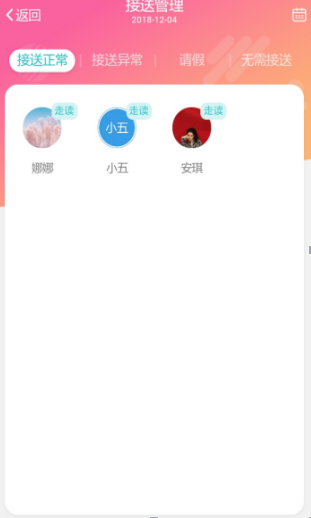 返回
接送管理
2018-12-04
接送正常 接送异常 请假 无需接送
走读 走读 走读
小五
娜娜 小五 安琪